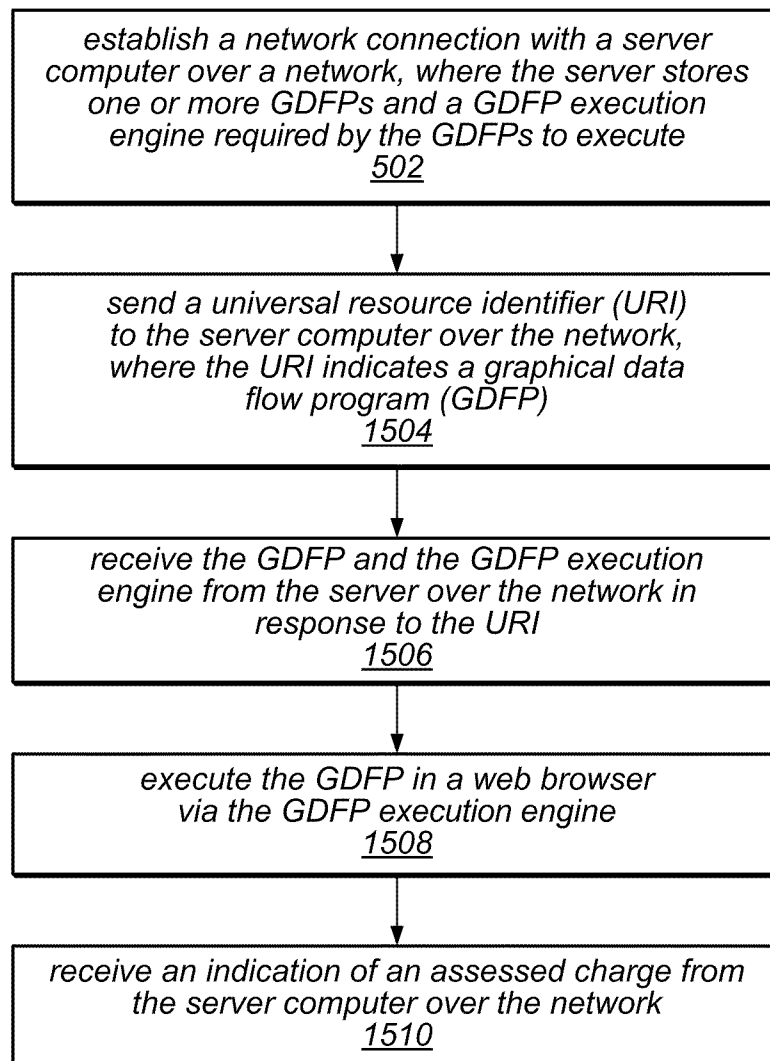 establish a network connection with a server
computer over a network, where the server stores
one or more GDFPs and a GDFP execution
engine required by the GDFPs to execute
502
send a universal resource identifier (URI)
to the server computer over the network,
where the URI indicates a graphical data
flow program (GDFP)
1504
receive the GDFP and the GDFP execution
engine from the server over the network in
response to the URI
1506
execute the GDFP in a web browser
via the GDFP execution engine
1508
receive an indication of an assessed charge from
the server computer over the network
1510